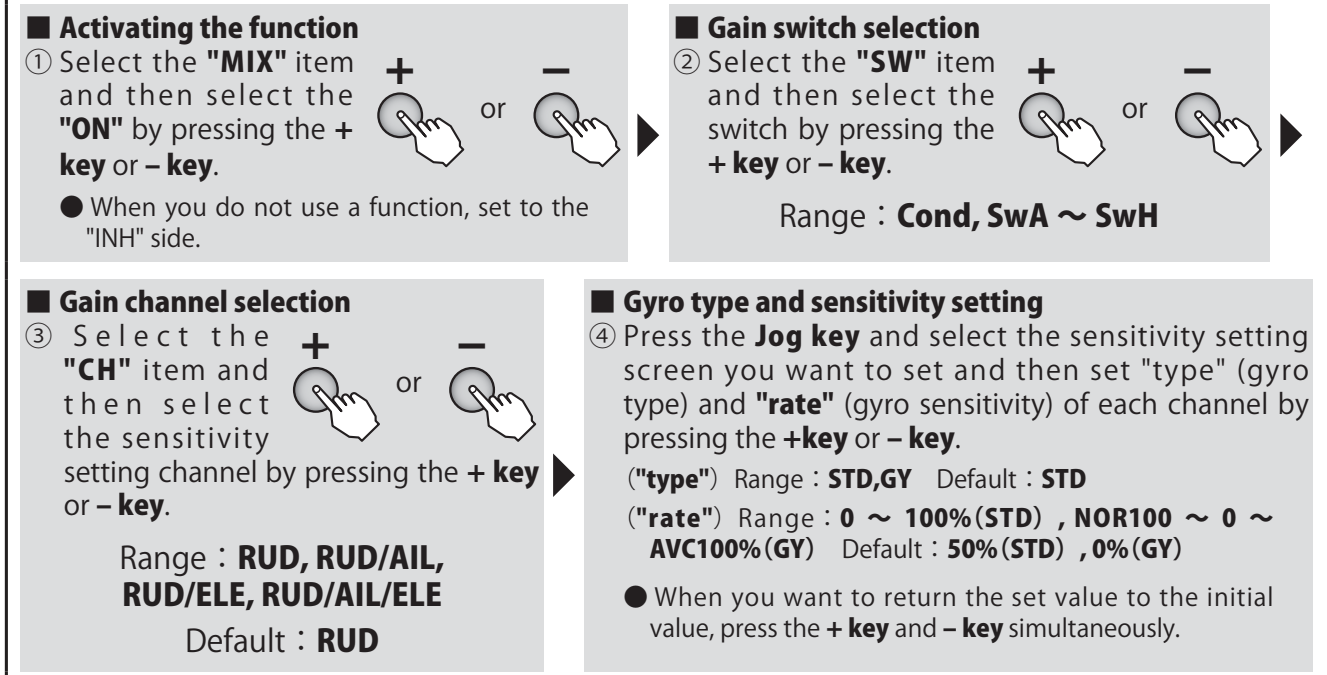 ■ Activating the function
① Select the "MIX" item
and then select the
"ON" by pressing the +
key or – key.
+
or
–
● When you do not use a function, set to the
"INH" side.
■ Gain switch selection
② Select the "SW" item
and then select the
switch by pressing the
+ key or – key.
+
or
–
Range：Cond, SwA ～ SwH
■ Gain channel selection
③ Select the
"CH" item and
then select
the sensitivity
setting channel by pressing the + key
or – key.
+
or
–
Range：RUD, RUD/AIL,
RUD/ELE, RUD/AIL/ELE
Default：RUD
■ Gyro type and sensitivity setting
④ Press the Jog key and select the sensitivity setting
screen you want to set and then set "type" (gyro
type) and "rate" (gyro sensitivity) of each channel by
pressing the +key or – key.
("type") Range：STD,GY Default：STD
("rate") Range：0 ～ 100%(STD) , NOR100 ～ 0 ～
AVC100%(GY) Default：50%(STD) , 0%(GY)
● When you want to return the set value to the initial
value, press the + key and – key simultaneously.